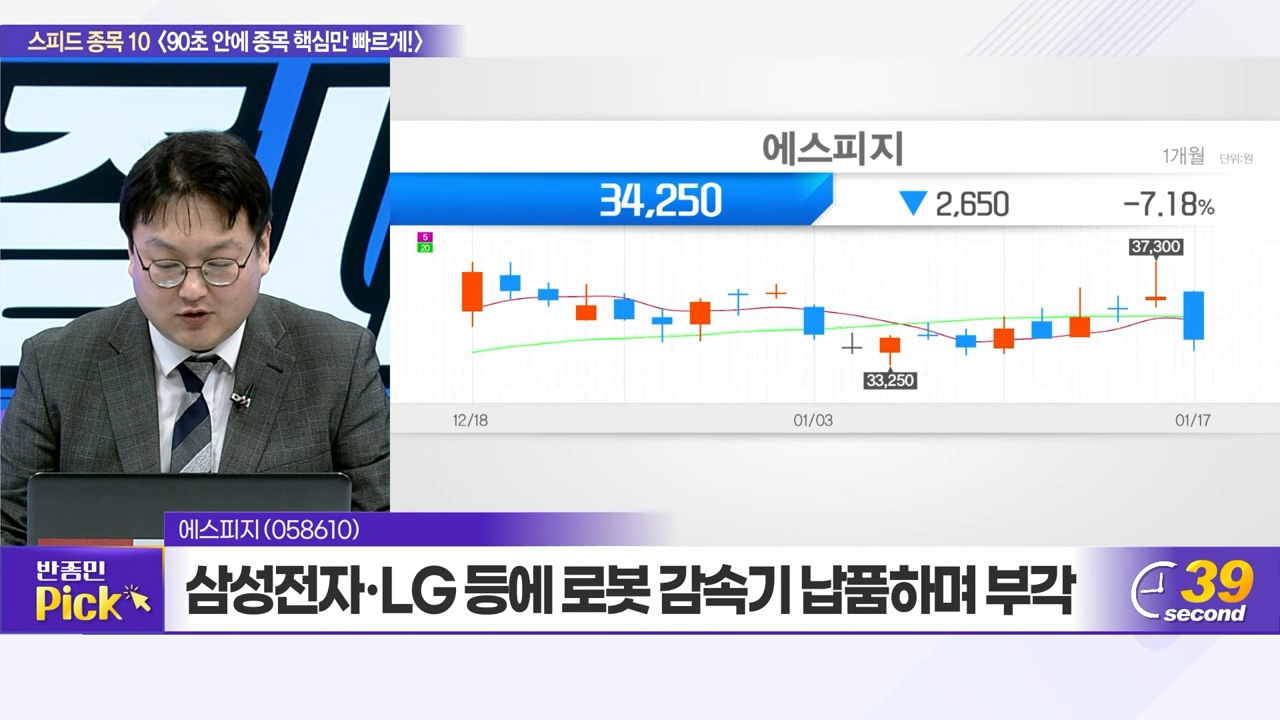 스피드 종목 10 〈90초 안에 종목 핵심만 빠르게!〉
에스피지
1개월 단위:원
34,250 ▼ 2,650 -7.18%
5
20
37,300
33,250
12/18 01/03 01/17
에스피지(058610)
반종민
Pick
삼성전자·LG 등에 로봇 감속기 납품하며 부각
39
second